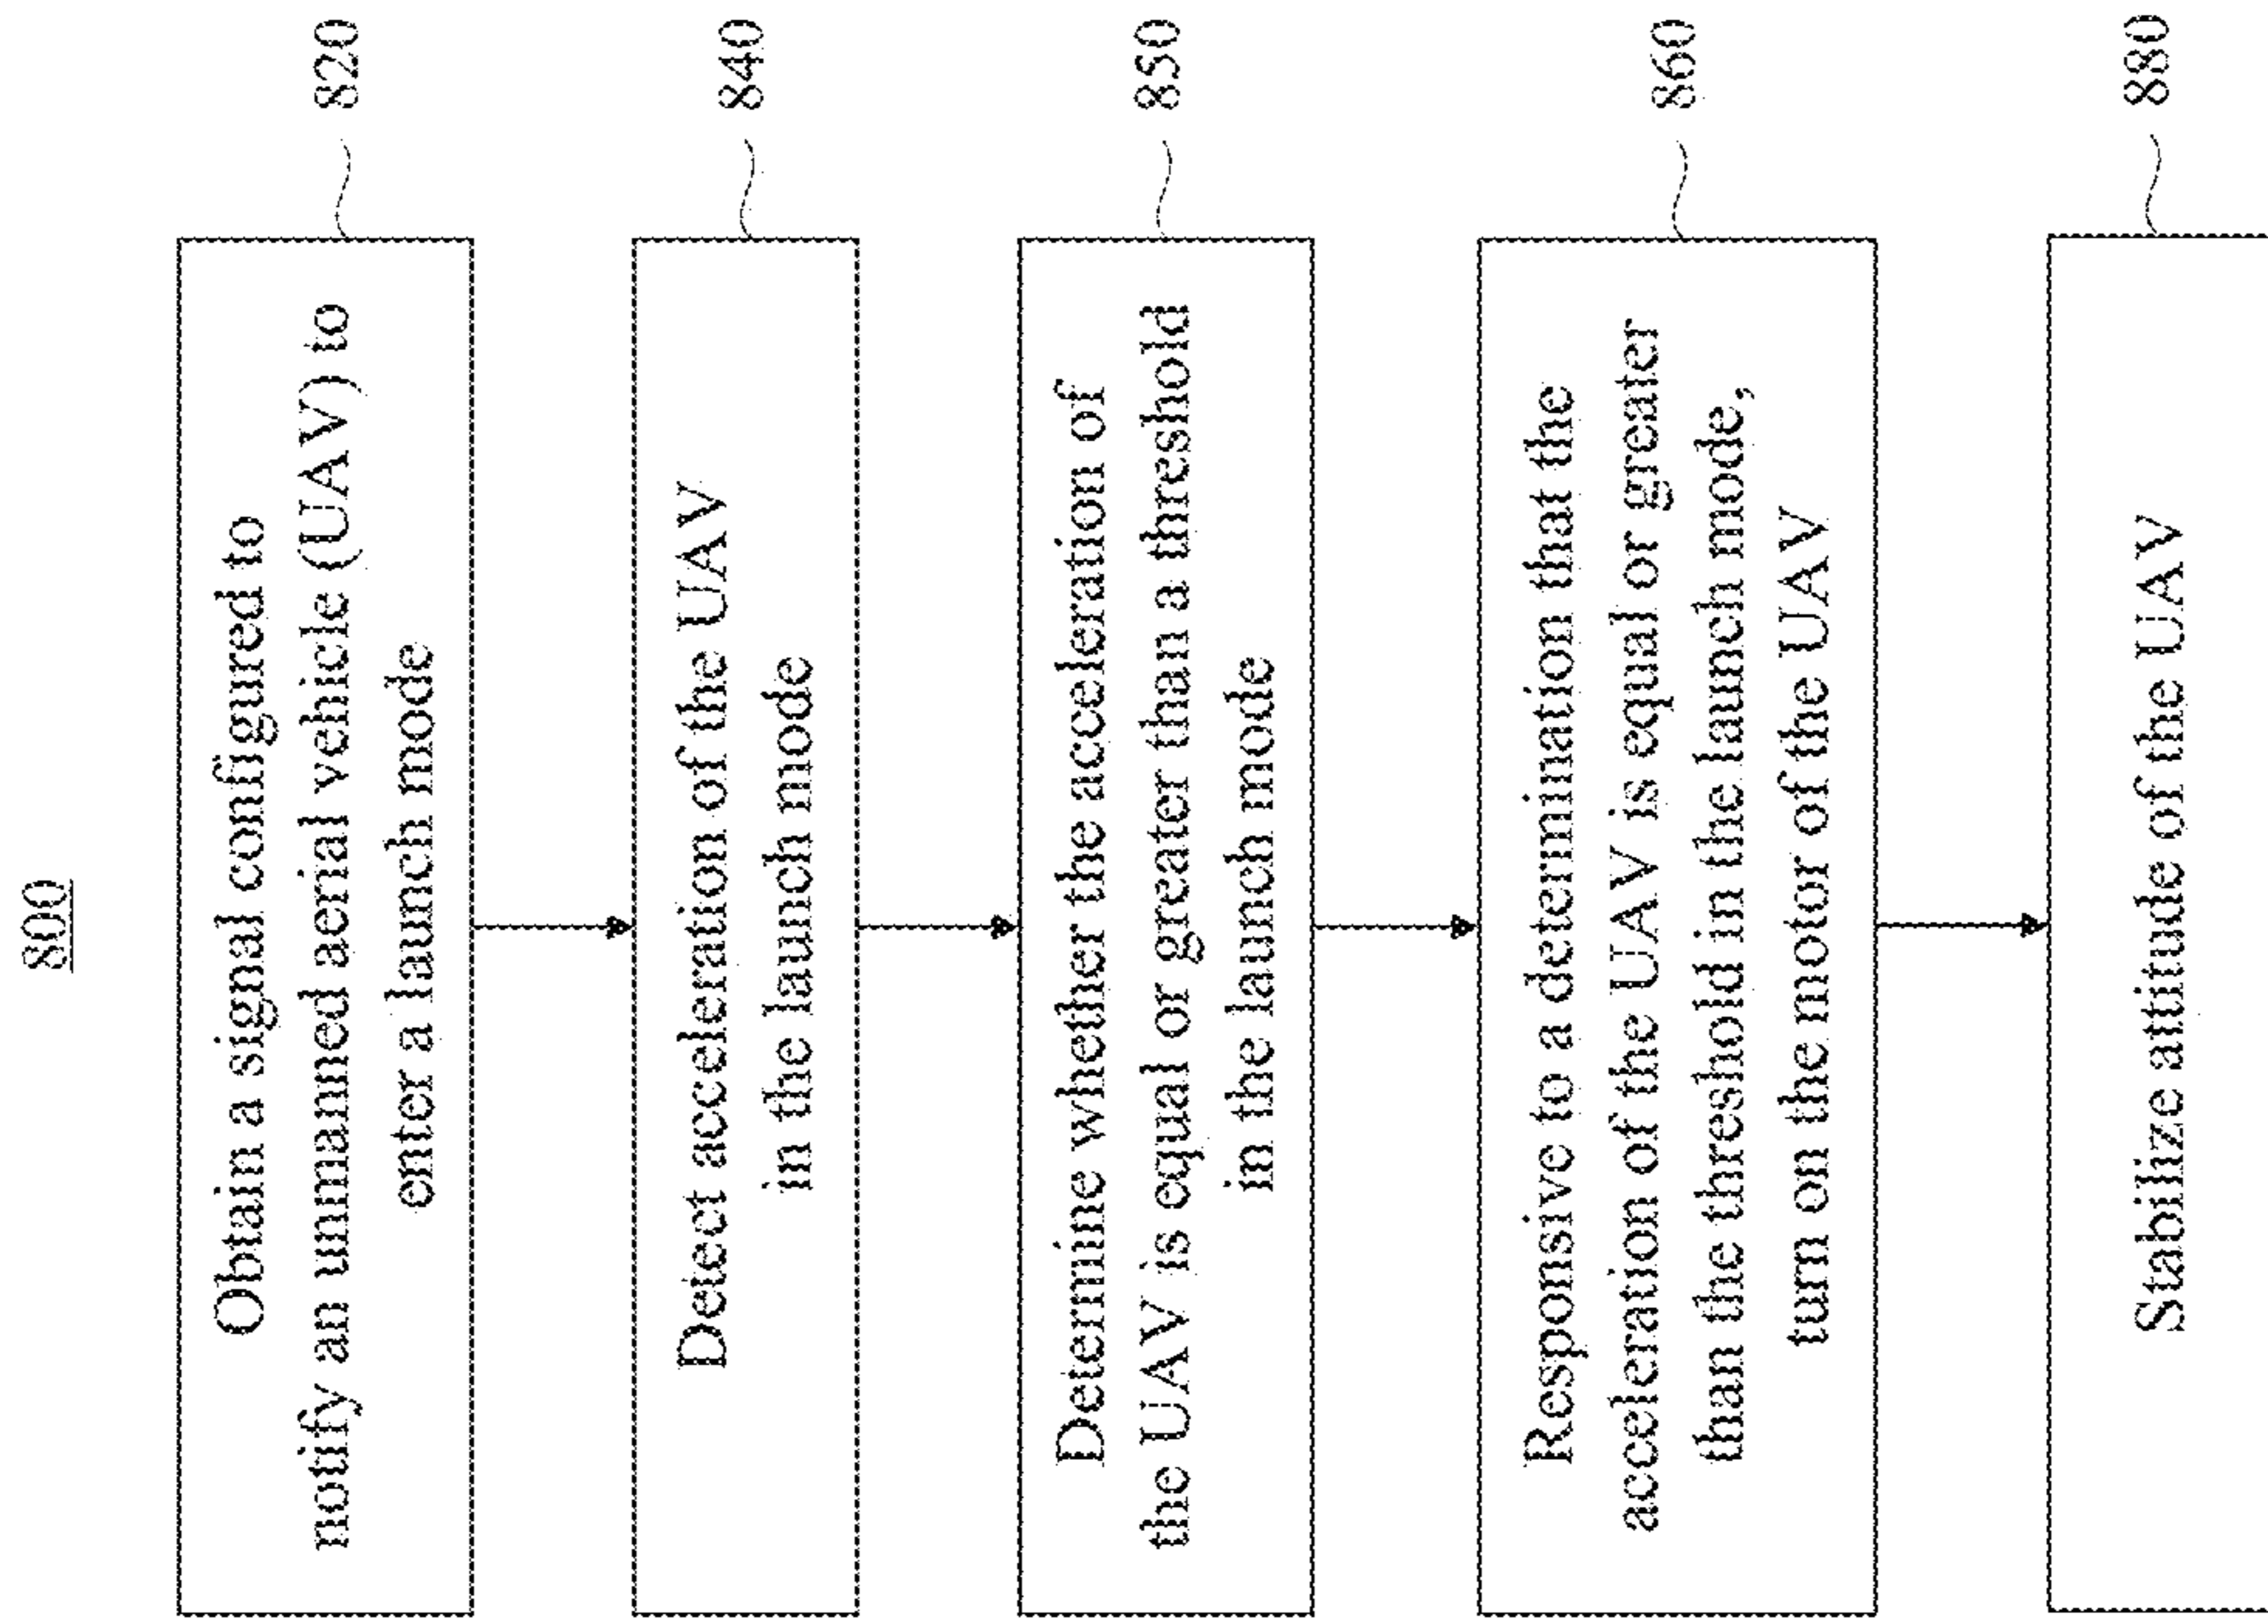 800
Obtain a signal configured to
notify an unmanned aerial vehicle (UAV) to
enter a launch mode
820
Detect acceleration of the UAV
in the launch mode
840
Determine whether the acceleration of
the UAV is equal or greater than a threshold
in the launch mode
850
Responsive to a determination that the
acceleration of the UAV is equal or greater
than the threshold in the launch mode,
turn on the motor of the UAV
860
Stabilize attitude of the UAV
880